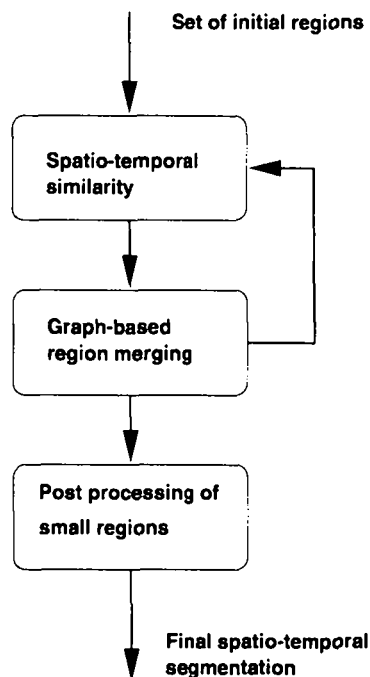 Set of initial regions
Spatio-temporal
similarity
Graph-based
region merging
Post processing of
small regions
Final spatio-temporal
segmentation